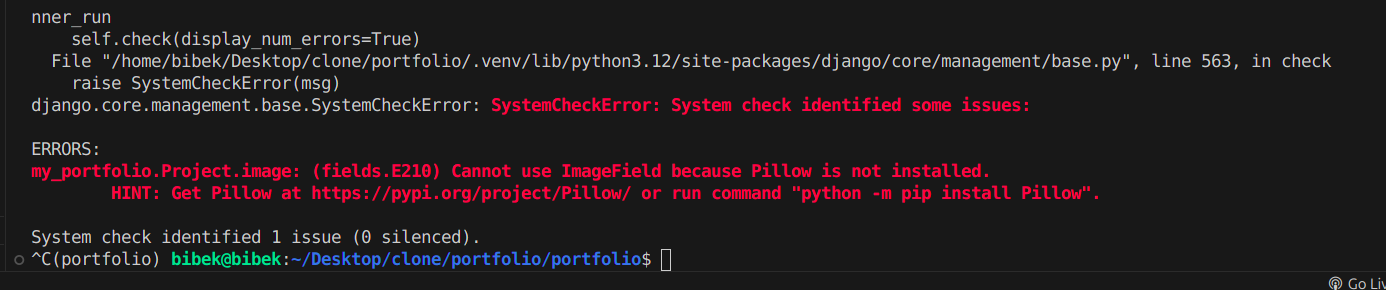 nner_run
self.check(display_num_errors=True)
File "/home/bibek/Desktop/clone/portfolio/.venv/lib/python3.12/site-packages/django/core/management/base.py", line 563, in check
raise SystemCheckError(msg)
django.core.management.base.SystemCheckError: SystemCheckError: System check identified some issues:
ERRORS:
my_portfolio.Project.image: (fields.E210) Cannot use ImageField because Pillow is not installed.
HINT: Get Pillow at https://pypi.org/project/Pillow/ or run command "python -m pip install Pillow".
System check identified 1 issue (0 silenced).
^C(portfolio) bibek@bibek:~/Desktop/clone/portfolio/portfolio$
Go Liv